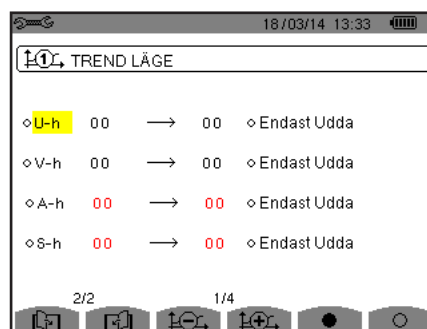 18/03/14 13:33
1 TREND LÄGE
U-h 00 → 00 Endast Udda
V-h 00 → 00 Endast Udda
A-h 00 → 00 Endast Udda
S-h 00 → 00 Endast Udda
2/2 1/4